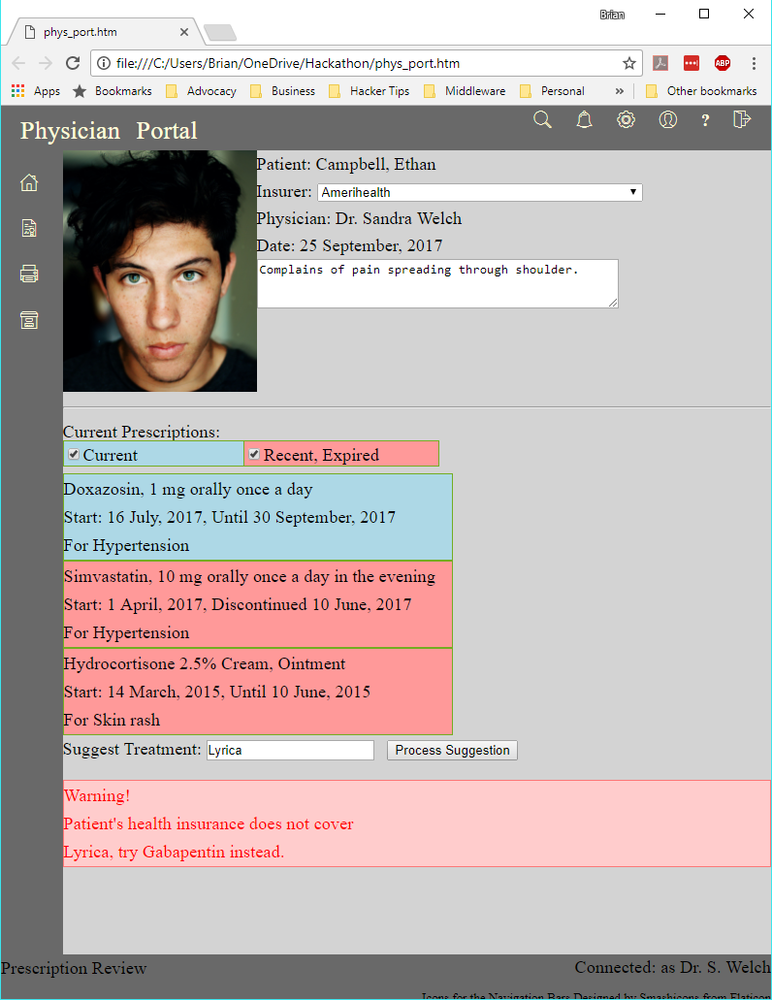 Brian
phys_port.htm
file:///C:/Users/Brian/OneDrive/Hackathon/phys_port.htm
ABP
Apps Bookmarks Advocacy Business Hacker Tips Middleware Personal » Other bookmarks
Physician Portal
?
Patient: Campbell, Ethan
Insurer: Amerihealth
Physician: Dr. Sandra Welch
Date: 25 September, 2017
Complains of pain spreading through shoulder.
Current Prescriptions:
Current Recent, Expired
Doxazosin, 1 mg orally once a day
Start: 16 July, 2017, Until 30 September, 2017
For Hypertension
Simvastatin, 10 mg orally once a day in the evening
Start: 1 April, 2017, Discontinued 10 June, 2017
For Hypertension
Hydrocortisone 2.5% Cream, Ointment
Start: 14 March, 2015, Until 10 June, 2015
For Skin rash
Suggest Treatment: Lyrica Process Suggestion
Warning!
Patient's health insurance does not cover
Lyrica, try Gabapentin instead.
Prescription Review Connected: as Dr. S. Welch
Icons for the Navigation Bars Designed by Smashicons from Flaticon